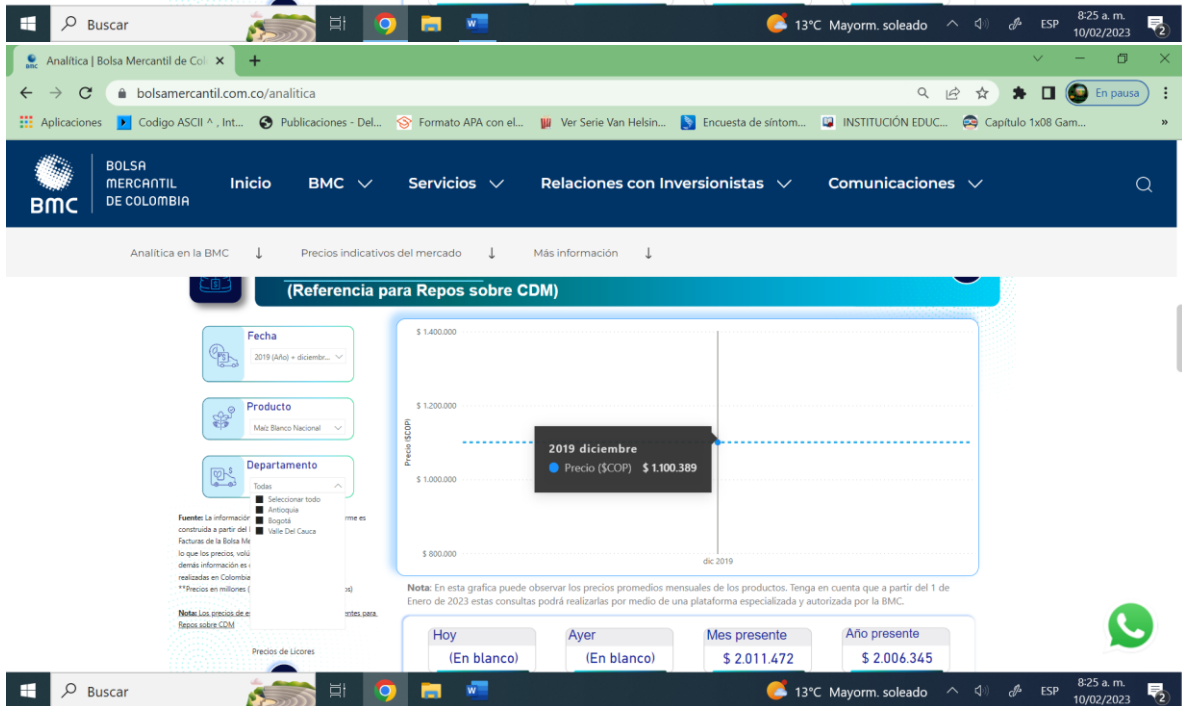 Buscar
13°C Mayorm. soleado
ESP
8:25 a. m.
10/02/2023
2
Analítica | Bolsa Mercantil de Col
bolsamercantil.com.co/analitica
En pausa
Aplicaciones
Codigo ASCII ^ , Int...
Publicaciones - Del...
Formato APA con el...
Ver Serie Van Helsin...
Encuesta de síntom...
INSTITUCIÓN EDUC...
Capítulo 1x08 Gam...
»
BMC
BOLSA
MERCANTIL
DE COLOMBIA
Inicio
BMC
Servicios
Relaciones con Inversionistas
Comunicaciones
Analítica en la BMC
Precios indicativos del mercado
Más información
(Referencia para Repos sobre CDM)
Fecha
2019 (Año) + diciembr...
Producto
Maíz Blanco Nacional
Departamento
Todas
Seleccionar todo
Antioquia
Bogotá
Valle Del Cauca
Fuente: La información
rme es
construida a partir del
Facturas de la Bolsa Me
lo que los precios, volú
demás información es
realizadas en Colombia
**Precios en millones (
os)
Nota: Los precios de e
ntes para
Repos sobre CDM
Precios de Licores
$ 1.400.000
$ 1.200.000
$ 1.000.000
$ 800.000
Precio ($COP)
2019 diciembre
Precio ($COP) $ 1.100.389
dic 2019
Nota: En esta grafica puede observar los precios promedios mensuales de los productos. Tenga en cuenta que a partir del 1 de
Enero de 2023 estas consultas podrá realizarlas por medio de una plataforma especializada y autorizada por la BMC.
Hoy
(En blanco)
Ayer
(En blanco)
Mes presente
$ 2.011.472
Año presente
$ 2.006.345
Buscar
13°C Mayorm. soleado
ESP
8:25 a. m.
10/02/2023
2